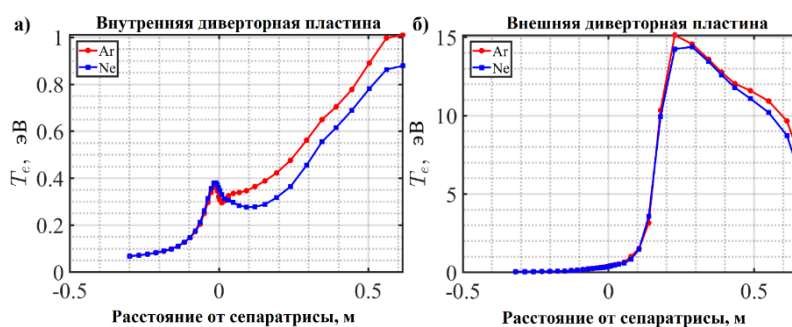 а) Внутренняя диверторная пластина
Ar
Ne
1
0.8
0.6
0.4
0.2
0
-0.5
0
0.5
Tₑ, эВ
Расстояние от сепаратрисы, м
б) Внешняя диверторная пластина
Ar
Ne
15
10
5
0
-0.5
0
0.5
Tₑ, эВ
Расстояние от сепаратрисы, м